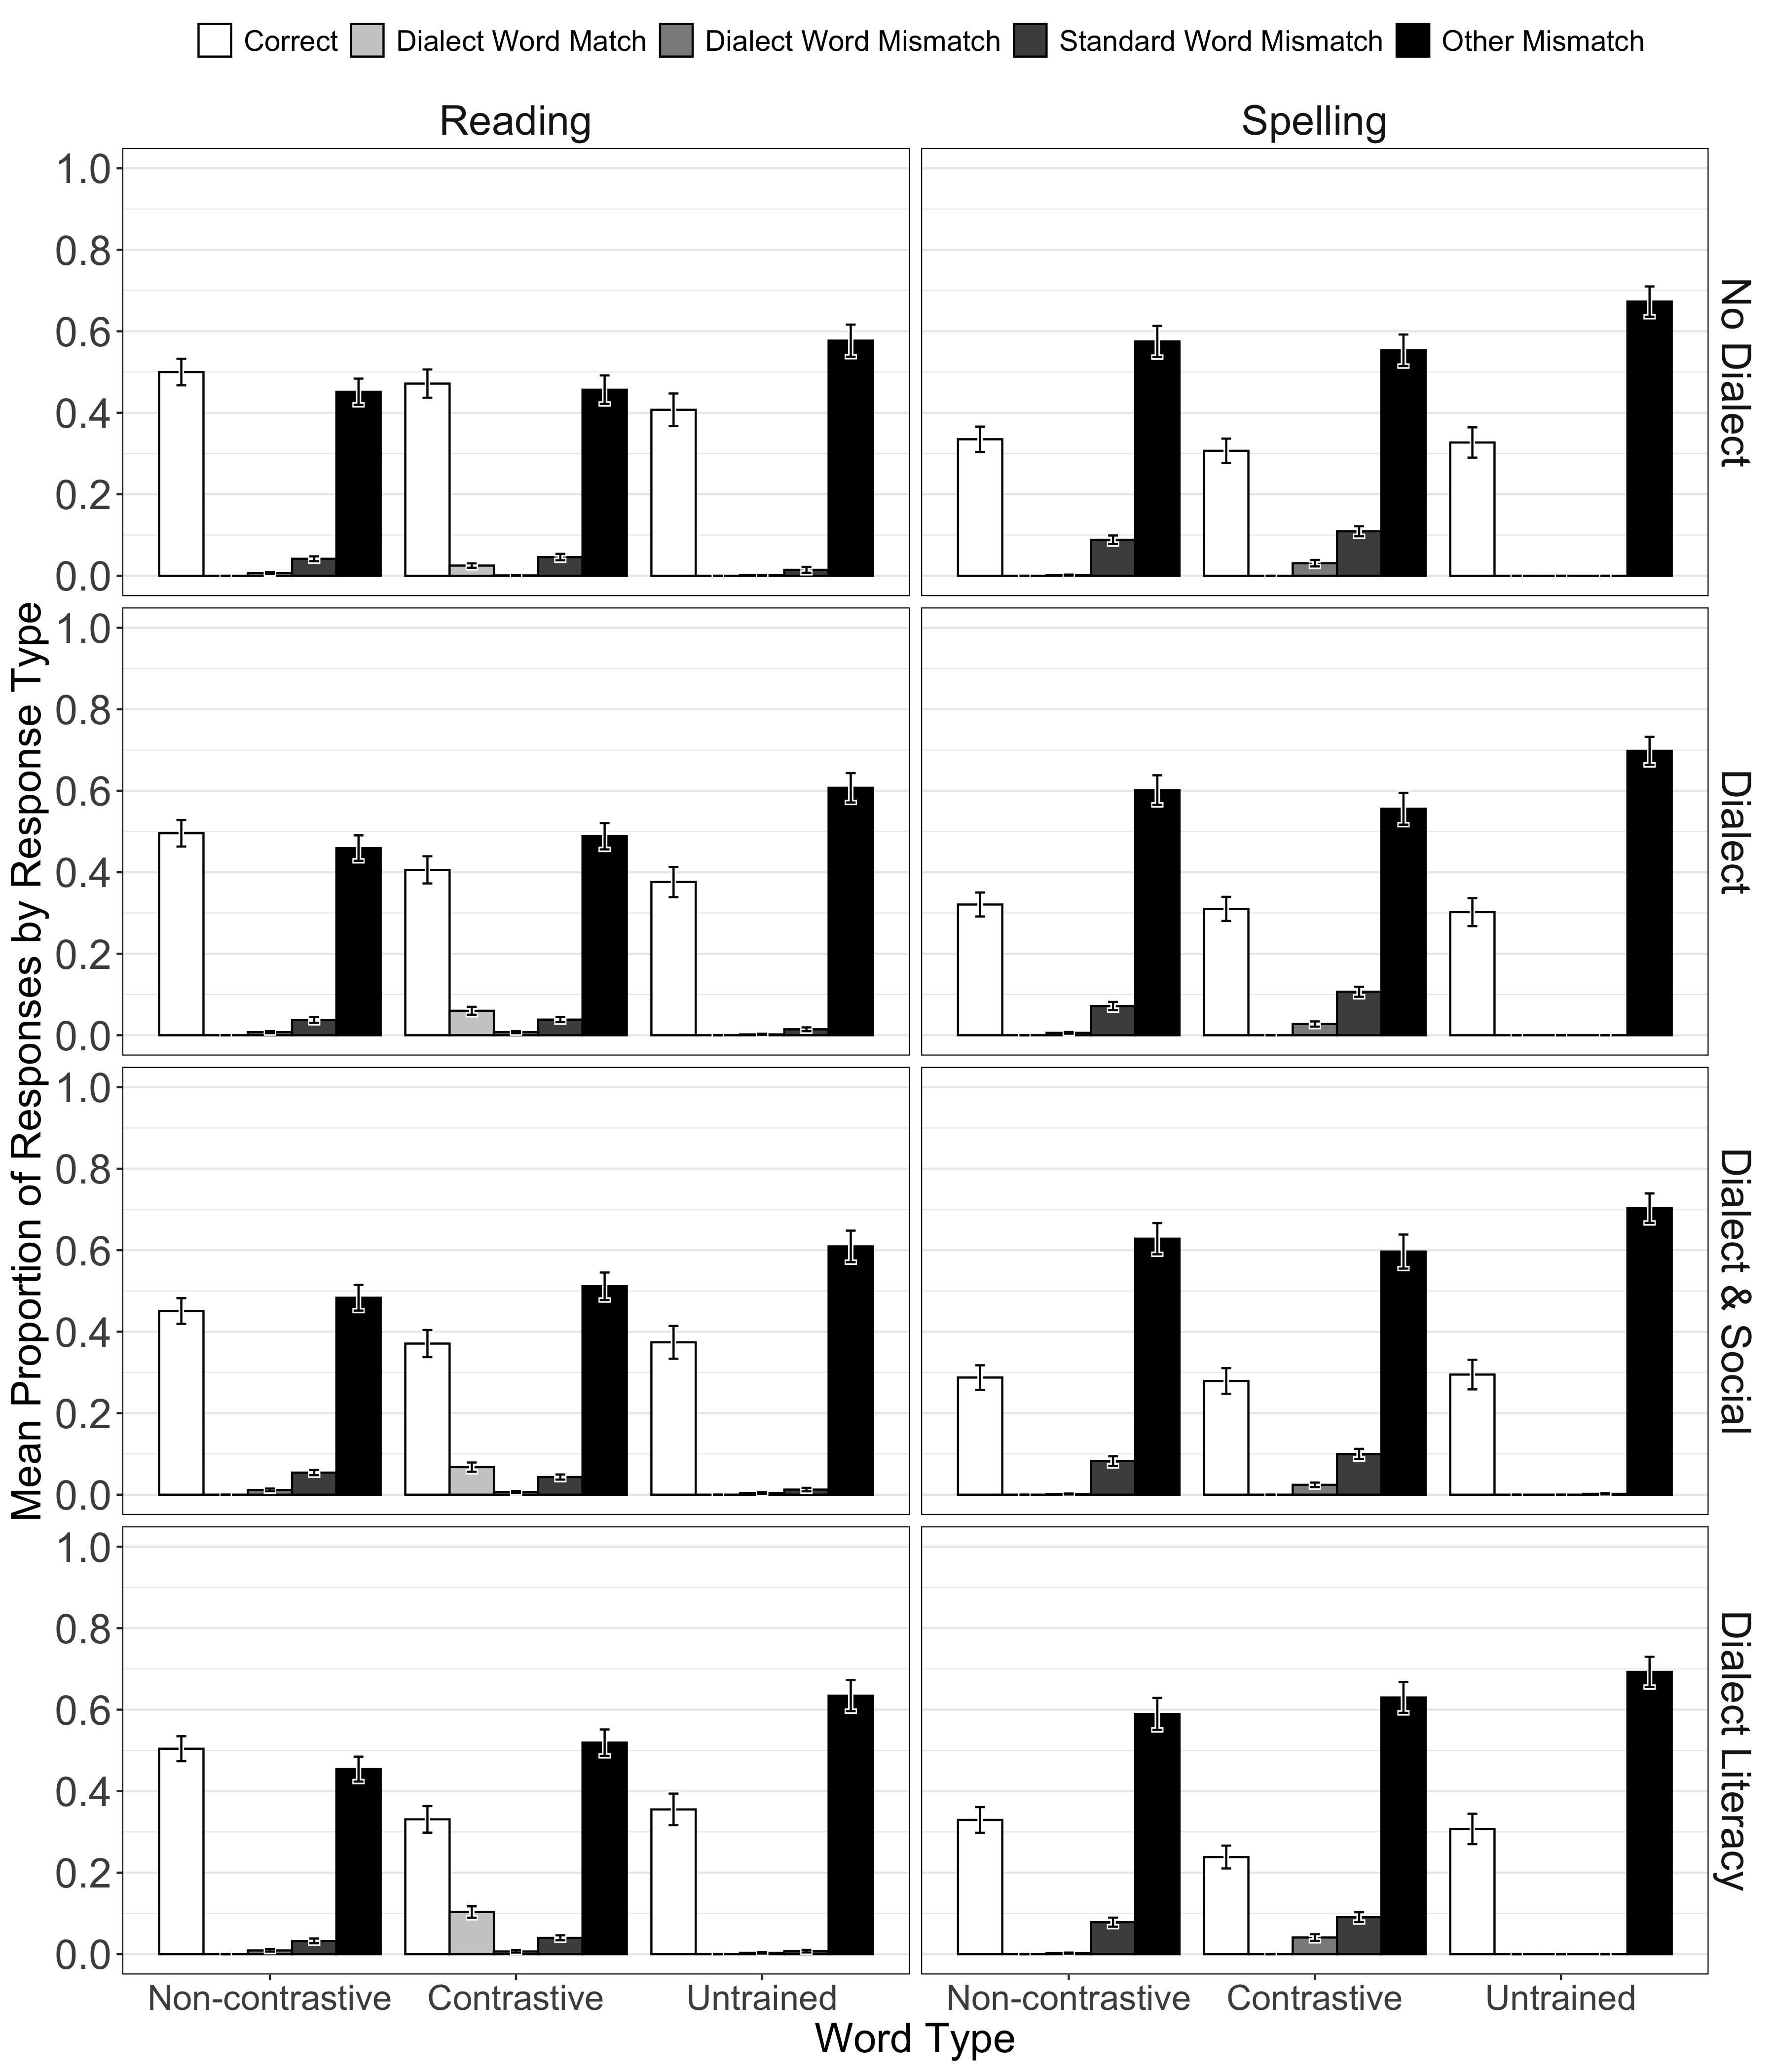 Correct Dialect Word Match Dialect Word Mismatch Standard Word Mismatch Other Mismatch
Reading Spelling
Mean Proportion of Responses by Response Type
1.0
0.8
0.6
0.4
0.2
0.0
No Dialect
1.0
0.8
0.6
0.4
0.2
0.0
Dialect
1.0
0.8
0.6
0.4
0.2
0.0
Dialect & Social
1.0
0.8
0.6
0.4
0.2
0.0
Dialect Literacy
Non-contrastive Contrastive Untrained Non-contrastive Contrastive Untrained
Word Type